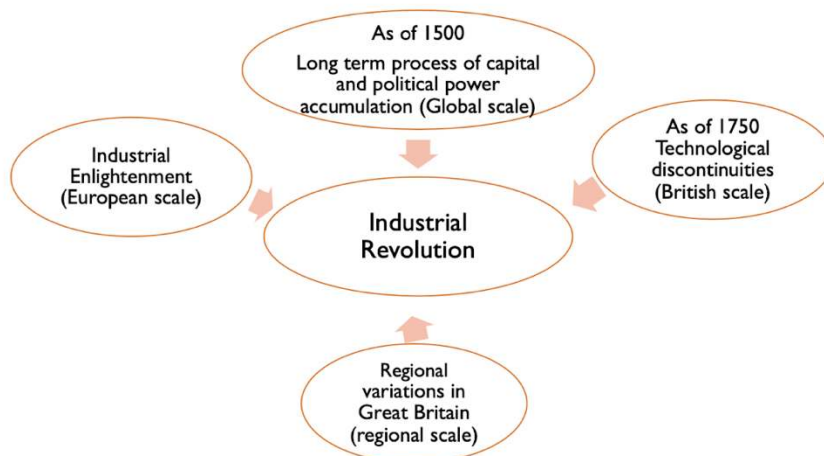 As of 1500
Long term process of capital
and political power
accumulation (Global scale)
Industrial
Enlightenment
(European scale)
As of 1750
Technological
discontinuities
(British scale)
Industrial
Revolution
Regional
variations in
Great Britain
(regional scale)